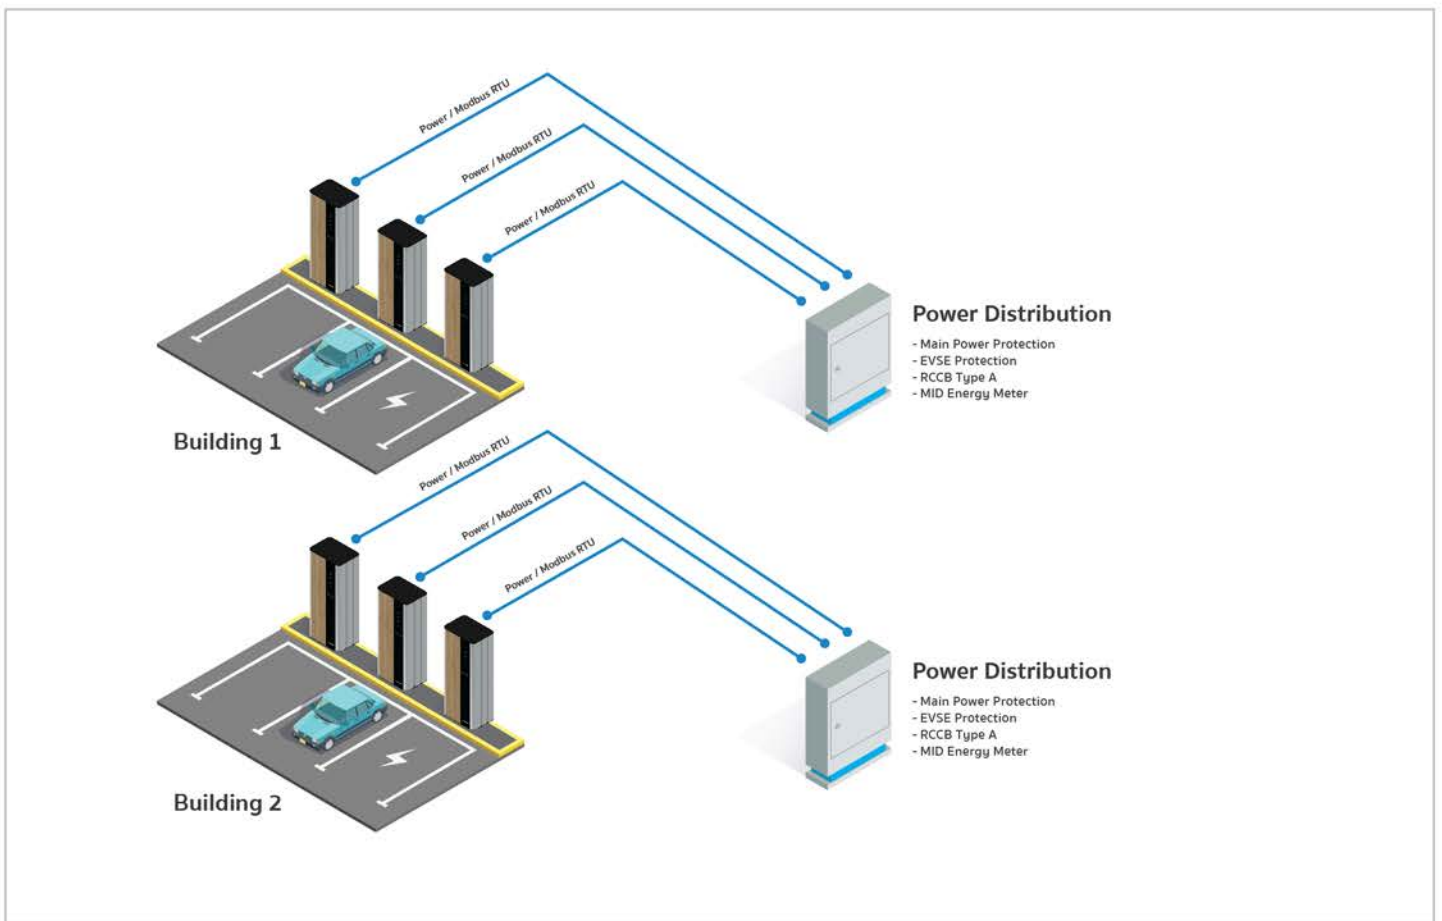 Power / Modbus RTU
Power / Modbus RTU
Power / Modbus RTU
Power Distribution
- Main Power Protection
- EVSE Protection
- RCCB Type A
- MID Energy Meter
Building 1
Power / Modbus RTU
Power / Modbus RTU
Power / Modbus RTU
Power Distribution
- Main Power Protection
- EVSE Protection
- RCCB Type A
- MID Energy Meter
Building 2